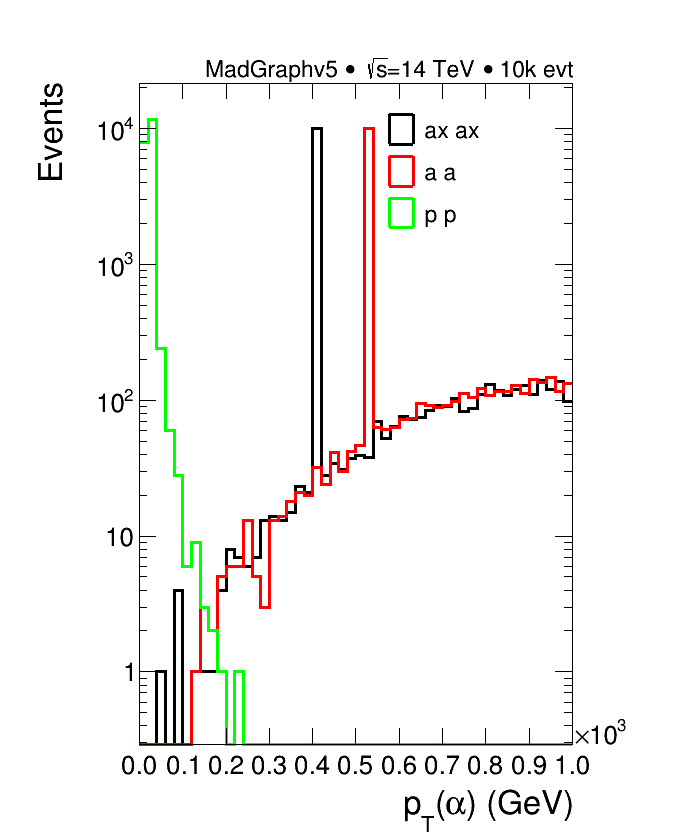 MadGraphv5 • √s=14 TeV • 10k evt
Events
ax ax
a a
p p
10⁴
10³
10²
10
1
0.0 0.1 0.2 0.3 0.4 0.5 0.6 0.7 0.8 0.9 1.0
×10³
p_T(α) (GeV)